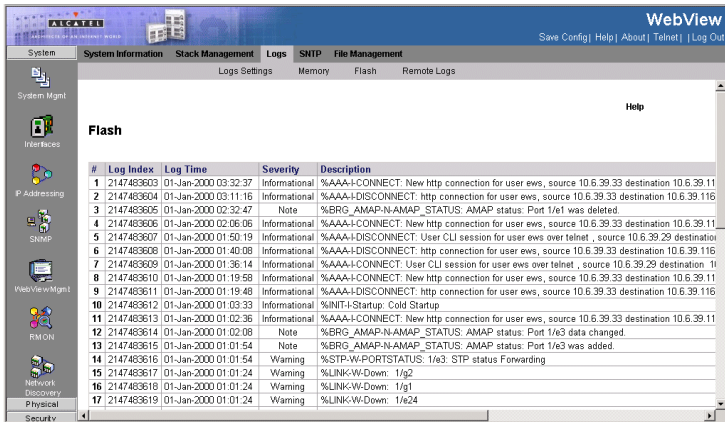 ALCATEL
ARCHITECTS OF AN INTERNET WORLD
WebView
Save Config| Help| About| Telnet| |Log Out
System
System Information Stack Management Logs SNTP File Management
Logs Settings Memory Flash Remote Logs
System Mgmt
Interfaces
IP Addressing
SNMP
WebViewMgmt
RMON
Network
Discovery
Physical
Security
Help
Flash
# Log Index Log Time Severity Description
1 2147483603 01-Jan-2000 03:32:37 Informational %AAA-I-CONNECT: New http connection for user ews, source 10.6.39.33 destination 10.6.39.11
2 2147483604 01-Jan-2000 03:11:16 Informational %AAA-I-DISCONNECT: http connection for user ews, source 10.6.39.33 destination 10.6.39.116
3 2147483605 01-Jan-2000 02:32:47 Note %BRG_AMAP-N-AMAP_STATUS: AMAP status: Port 1/e1 was deleted.
4 2147483606 01-Jan-2000 02:06:06 Informational %AAA-I-CONNECT: New http connection for user ews, source 10.6.39.33 destination 10.6.39.11
5 2147483607 01-Jan-2000 01:50:19 Informational %AAA-I-DISCONNECT: User CLI session for user ews over telnet , source 10.6.39.29 destination
6 2147483608 01-Jan-2000 01:40:08 Informational %AAA-I-DISCONNECT: http connection for user ews, source 10.6.39.33 destination 10.6.39.116
7 2147483609 01-Jan-2000 01:36:14 Informational %AAA-I-CONNECT: User CLI session for user ews over telnet , source 10.6.39.29 destination 1
8 2147483610 01-Jan-2000 01:19:58 Informational %AAA-I-CONNECT: New http connection for user ews, source 10.6.39.33 destination 10.6.39.11
9 2147483611 01-Jan-2000 01:19:48 Informational %AAA-I-DISCONNECT: http connection for user ews, source 10.6.39.33 destination 10.6.39.116
10 2147483612 01-Jan-2000 01:03:33 Informational %INIT-I-Startup: Cold Startup
11 2147483613 01-Jan-2000 01:02:36 Informational %AAA-I-CONNECT: New http connection for user ews, source 10.6.39.33 destination 10.6.39.11
12 2147483614 01-Jan-2000 01:02:08 Note %BRG_AMAP-N-AMAP_STATUS: AMAP status: Port 1/e3 data changed.
13 2147483615 01-Jan-2000 01:01:54 Note %BRG_AMAP-N-AMAP_STATUS: AMAP status: Port 1/e3 was added.
14 2147483616 01-Jan-2000 01:01:54 Warning %STP-W-PORTSTATUS: 1/e3: STP status Forwarding
15 2147483617 01-Jan-2000 01:01:24 Warning %LINK-W-Down: 1/g2
16 2147483618 01-Jan-2000 01:01:24 Warning %LINK-W-Down: 1/g1
17 2147483619 01-Jan-2000 01:01:24 Warning %LINK-W-Down: 1/e24